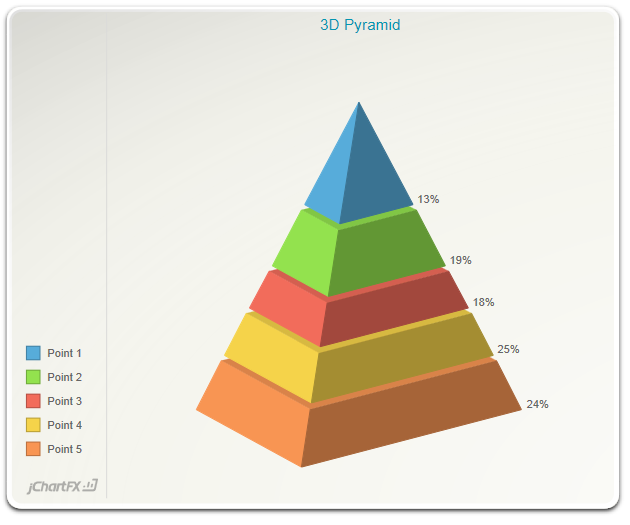 3D Pyramid
13%
19%
18%
25%
24%
Point 1
Point 2
Point 3
Point 4
Point 5
jChartFX